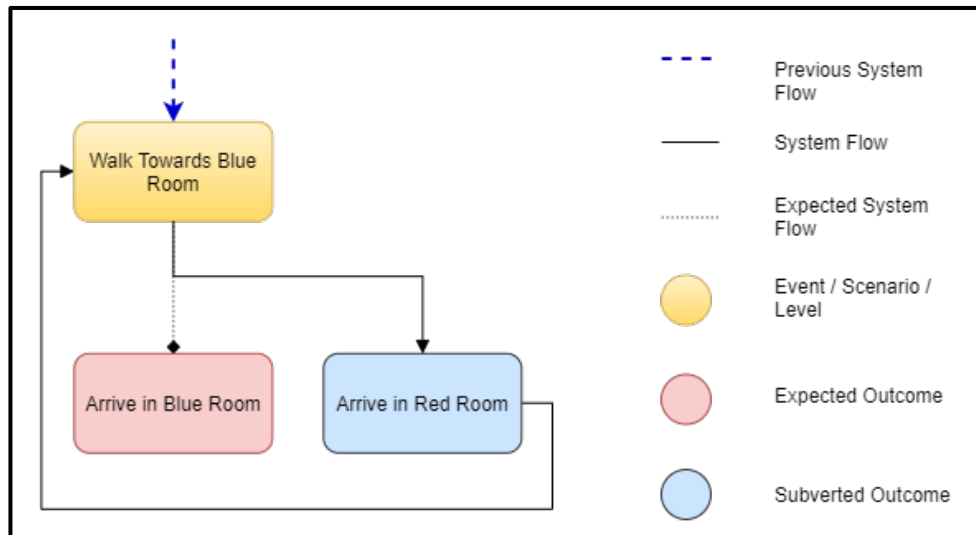 Walk Towards Blue
Room
Arrive in Blue Room
Arrive in Red Room
Previous System
Flow
System Flow
Expected System
Flow
Event / Scenario /
Level
Expected Outcome
Subverted Outcome